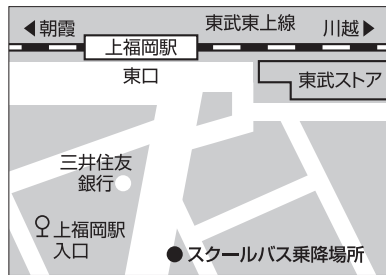 ◀朝霞
東武東上線
川越▶
上福岡駅
東口
東武ストア
三井住友
銀行
上福岡駅
入口
スクールバス乗降場所